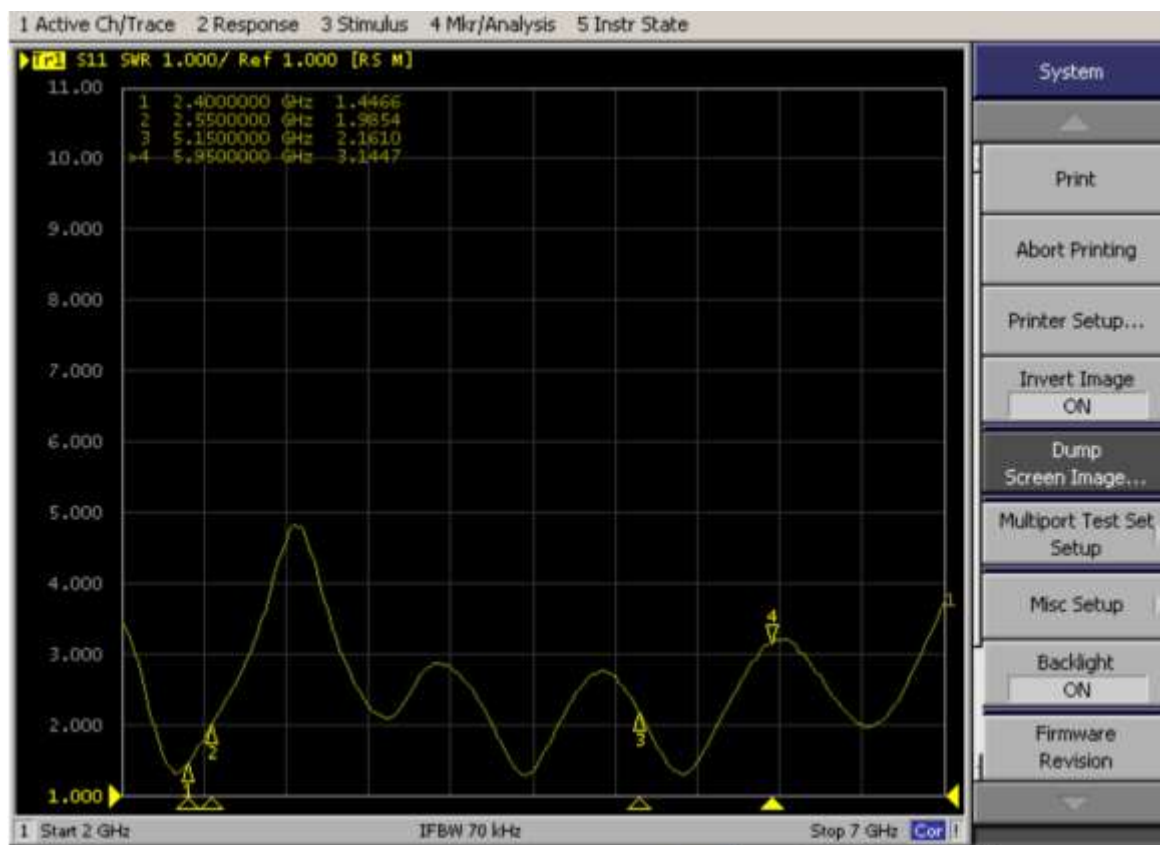 1 Active Ch/Trace 2 Response 3 Stimulus 4 Mkr/Analysis 5 Instr State
Tr1 S11 SWR 1.000/ Ref 1.000 [RS M]
11.00
10.00
9.000
8.000
7.000
6.000
5.000
4.000
3.000
2.000
1.000
1 2.4000000 GHz 1.4466
2 2.5500000 GHz 1.9854
3 5.1500000 GHz 2.1610
>4 5.9500000 GHz 3.1447
1
2
3
4
1
1 Start 2 GHz IFBW 70 kHz Stop 7 GHz Cor !
System
Print
Abort Printing
Printer Setup...
Invert Image
ON
Dump
Screen Image...
Multiport Test Set
Setup
Misc Setup
Backlight
ON
Firmware
Revision